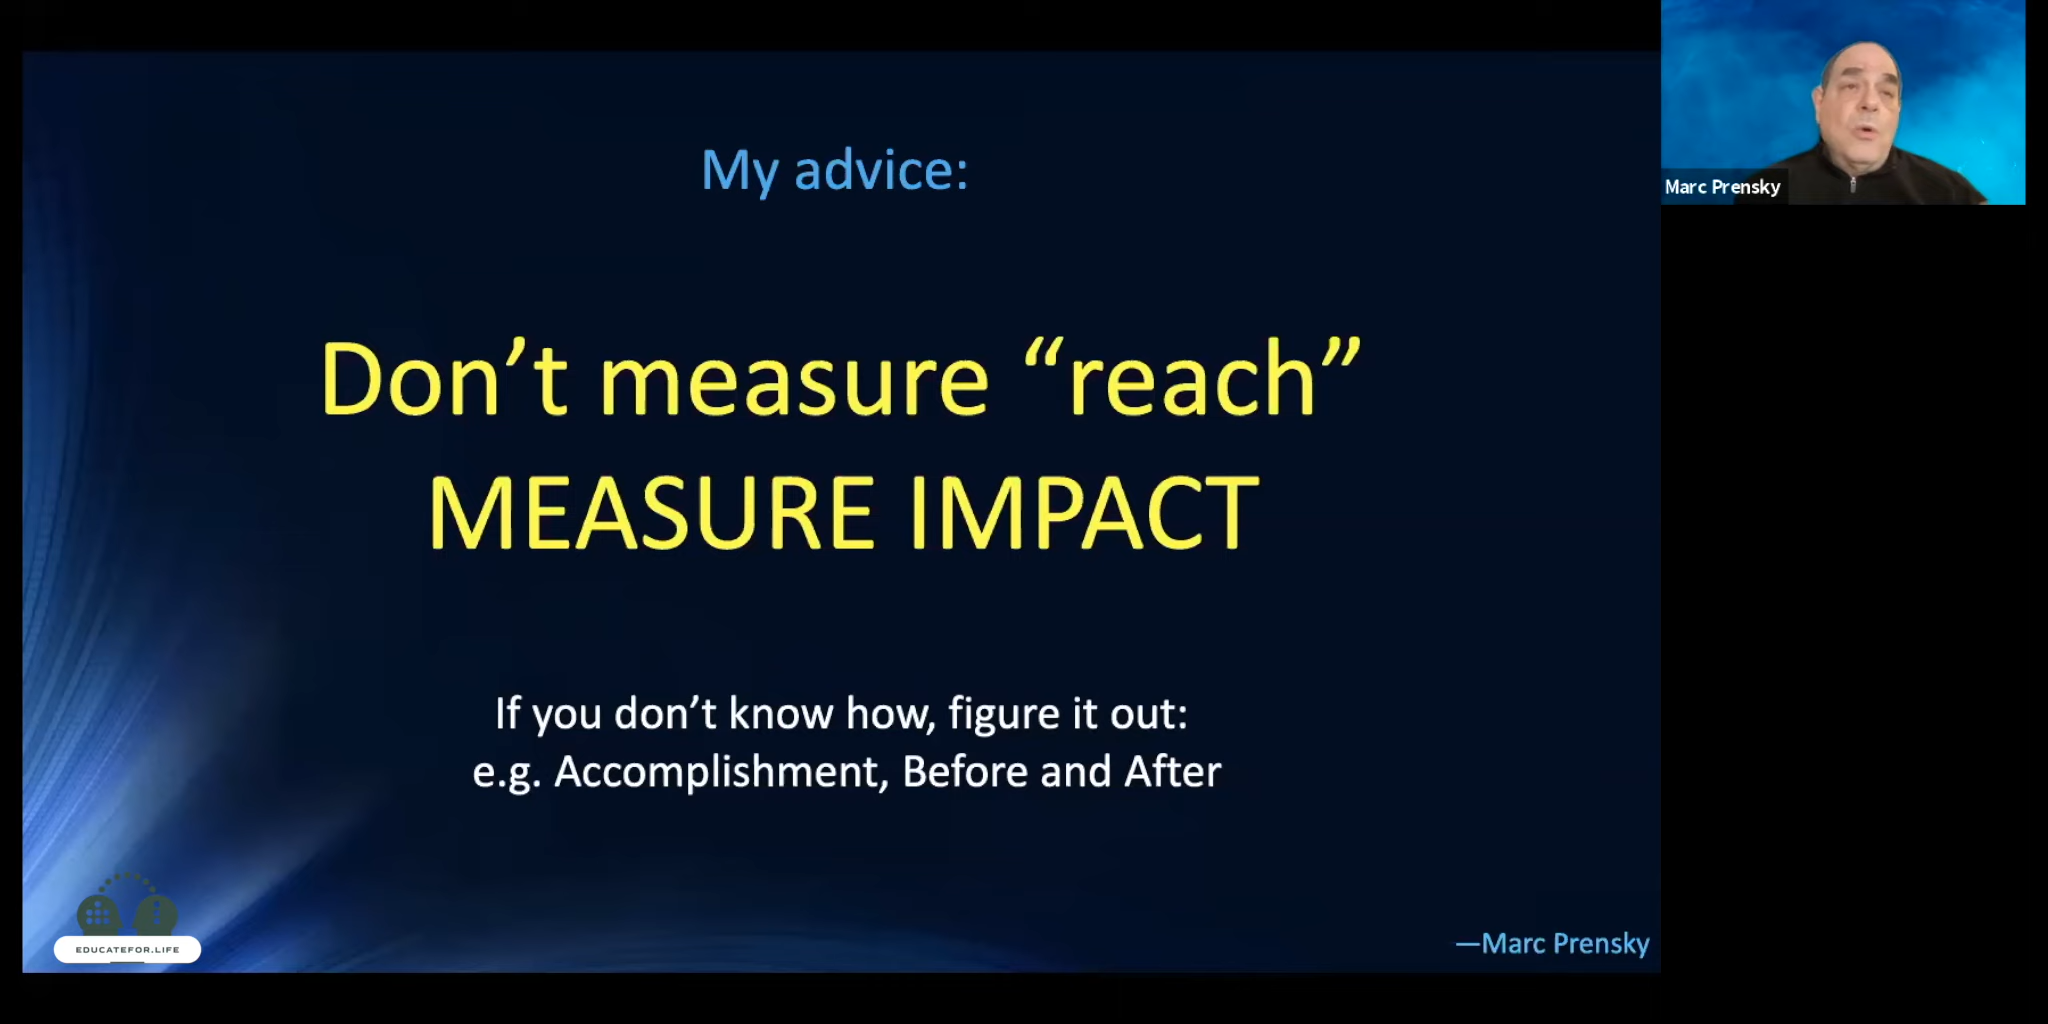 My advice:
Don’t measure “reach”
MEASURE IMPACT
If you don’t know how, figure it out:
e.g. Accomplishment, Before and After
EDUCATEFOR.LIFE
—Marc Prensky
Marc Prensky